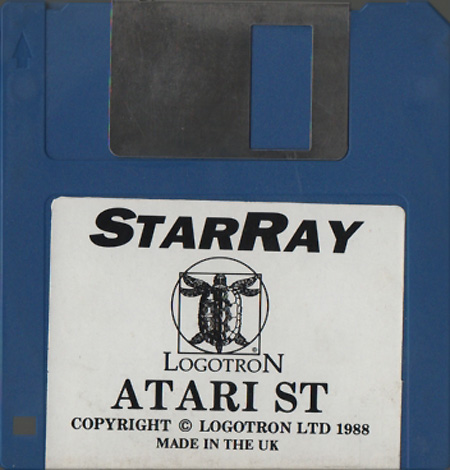 STARRAY
©
LOGOTRON
ATARI ST
COPYRIGHT © LOGOTRON LTD 1988
MADE IN THE UK